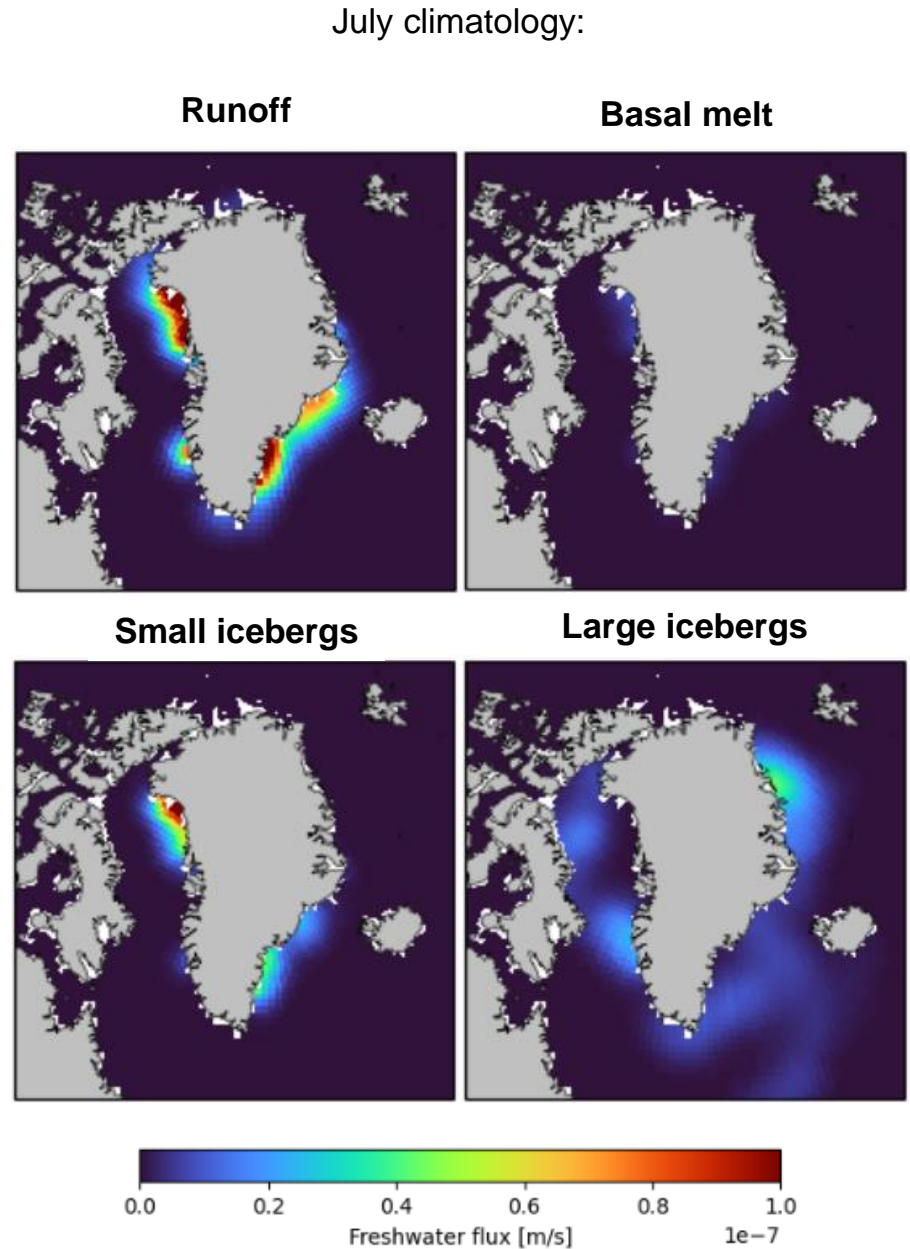 July climatology:
Runoff
Basal melt
Small icebergs
Large icebergs
0.0 0.2 0.4 0.6 0.8 1.0
Freshwater flux [m/s] 1e−7